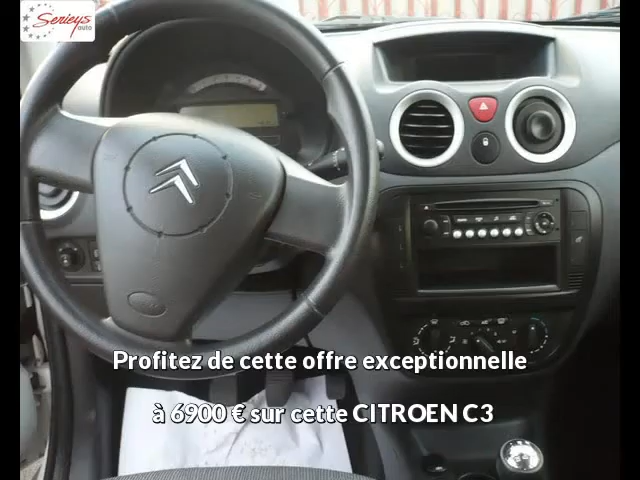 Serieys
auto
Profitez de cette offre exceptionnelle
à 6900 € sur cette CITROEN C3